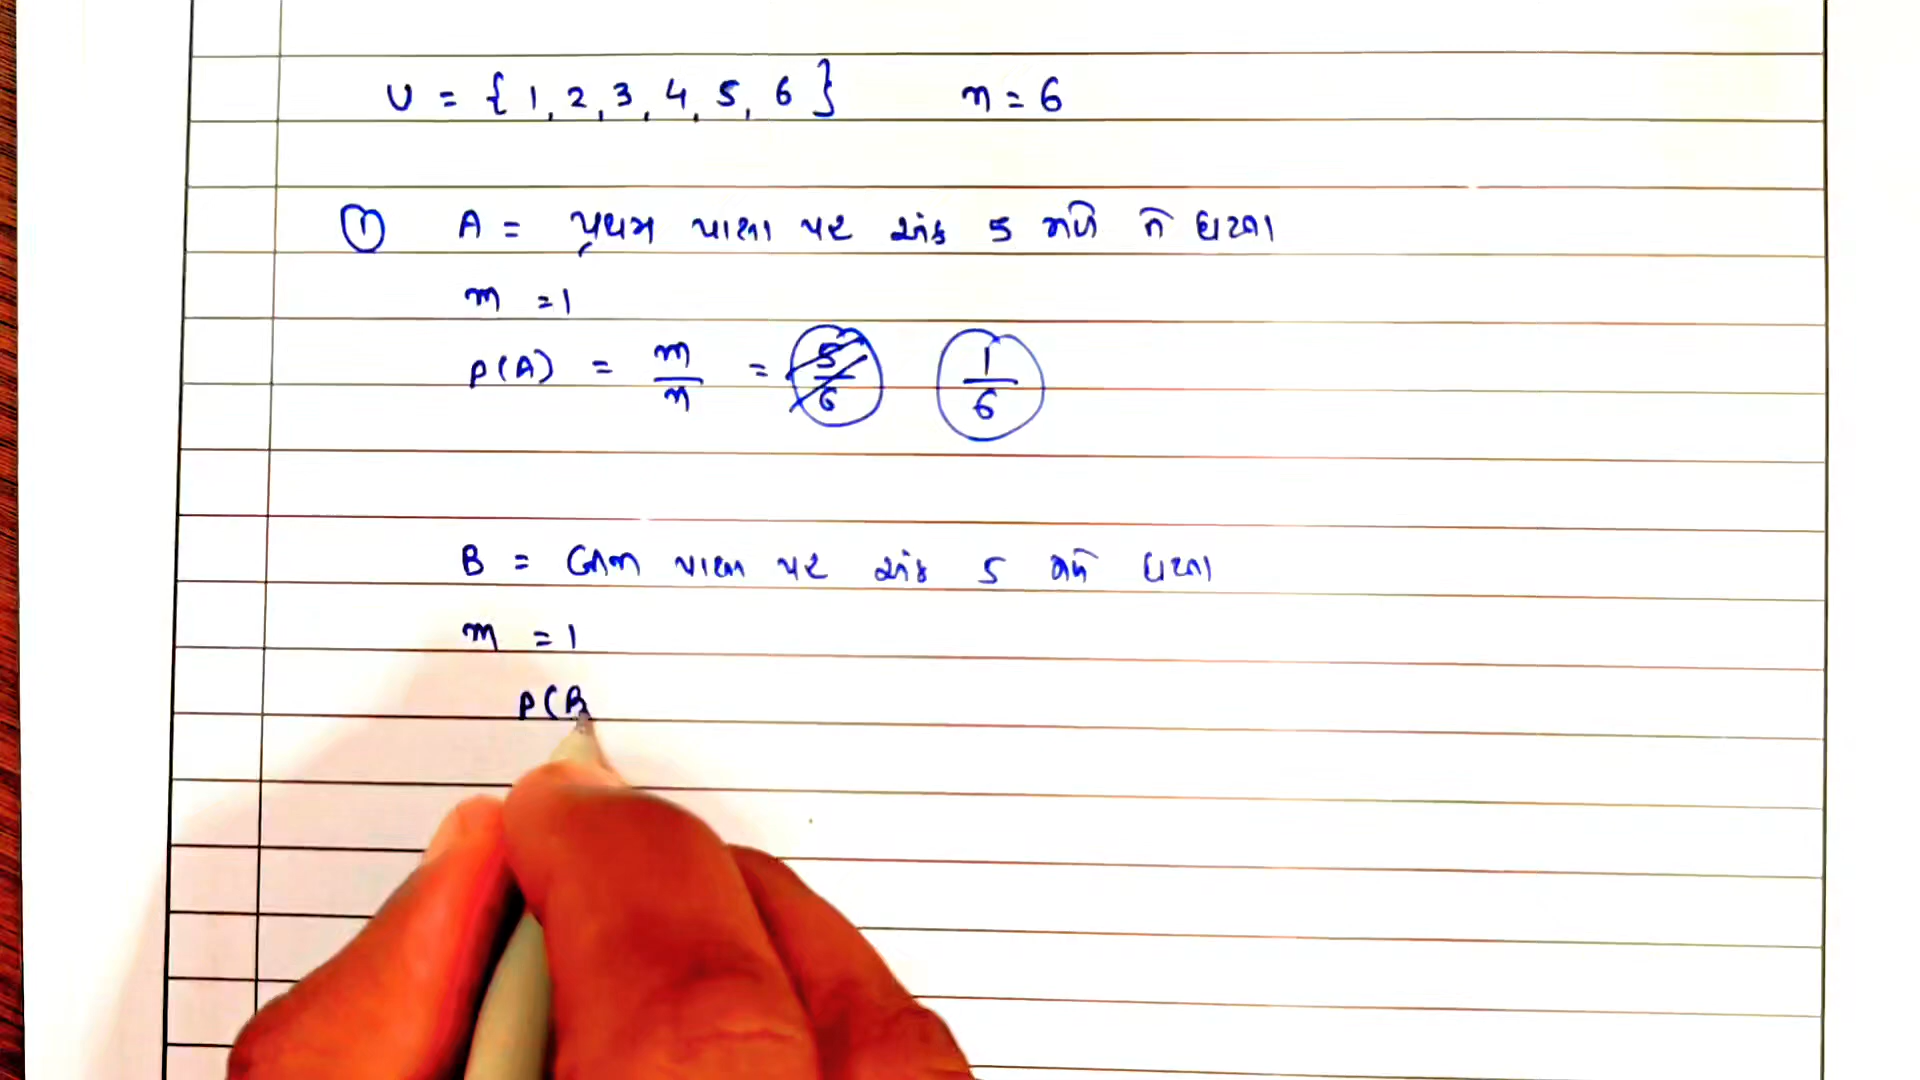 U = { 1, 2, 3, 4, 5, 6 } n = 6
① A = પ્રથમ પાસા પર અંક 5 મળે તે ઘટના
m = 1
P(A) = m/n = 5/6 1/6
B = બીજા પાસા પર અંક 5 મળે ઘટના
m = 1
P(B